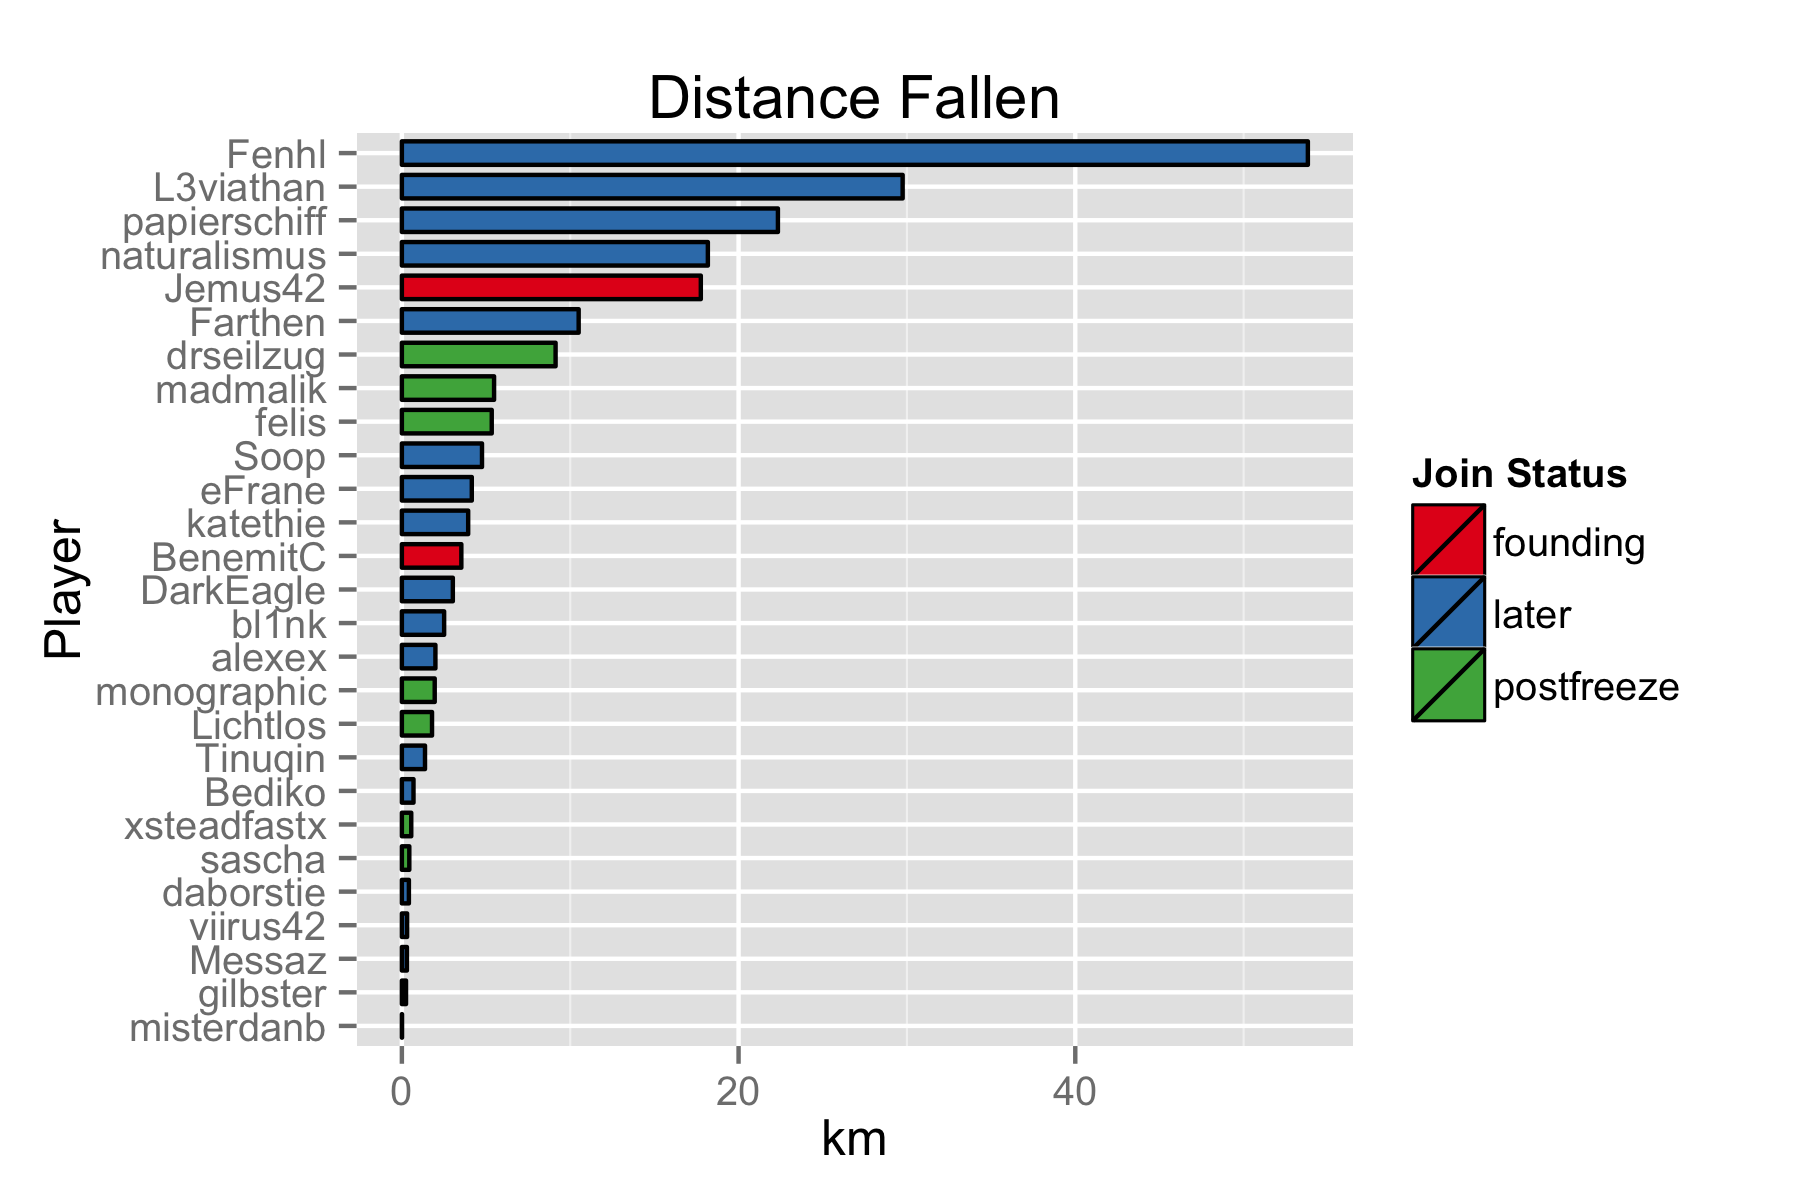 Distance Fallen
Player
Fenhl
L3viathan
papierschiff
naturalismus
Jemus42
Farthen
drseilzug
madmalik
felis
Soop
eFrane
katethie
BenemitC
DarkEagle
bl1nk
alexex
monographic
Lichtlos
Tinuqin
Bediko
xsteadfastx
sascha
daborstie
viirus42
Messaz
gilbster
misterdanb
0 20 40
km
Join Status
founding
later
postfreeze